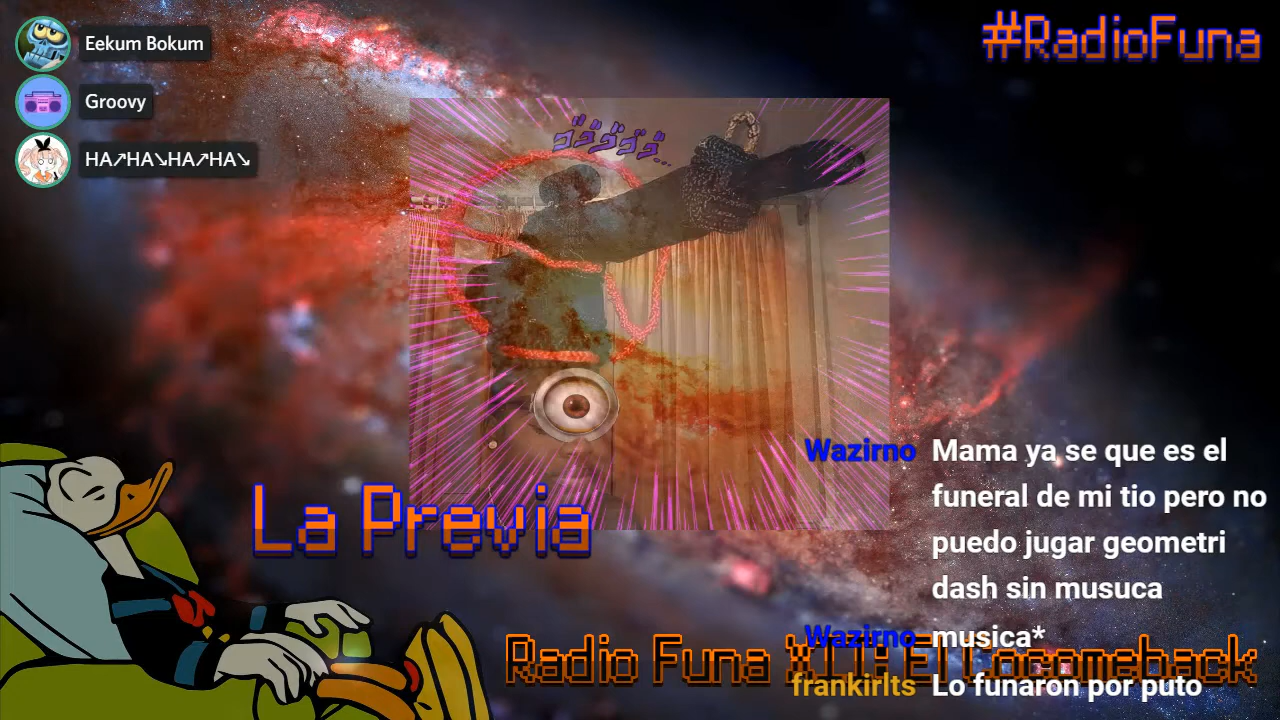 #RadioFuna
Eekum Bokum
Groovy
HA↗HA↘HA↗HA↘
ゴゴゴゴゴ...
La Previa
Wazirno Mama ya se que es el
funeral de mi tio pero no
puedo jugar geometri
dash sin musuca
Wazirno musica*
Radio Funa
frankirlts Lo funaron por puto